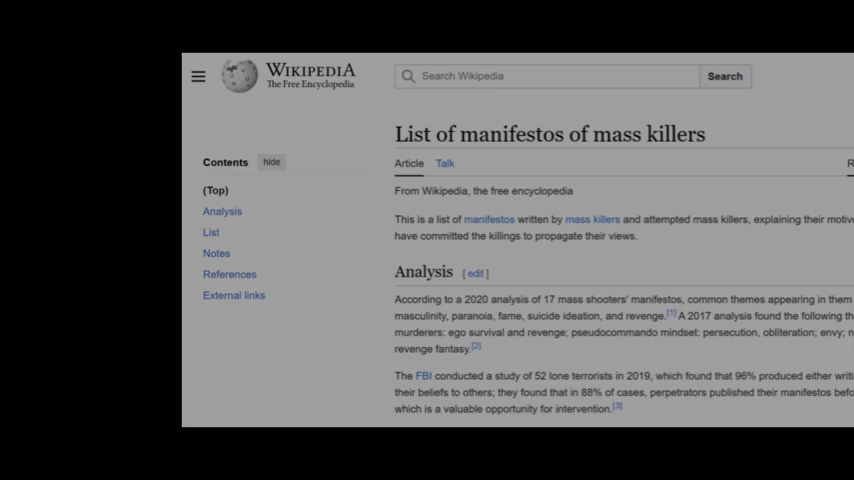 WIKIPEDIA
The Free Encyclopedia
Search Wikipedia
Search
List of manifestos of mass killers
Contents hide
Article Talk
(Top)
From Wikipedia, the free encyclopedia
Analysis
This is a list of manifestos written by mass killers and attempted mass killers, explaining their
List
have committed the killings to propagate their views.
Notes
References
Analysis [ edit ]
External links
According to a 2020 analysis of 17 mass shooters' manifestos, common themes appearing in them
masculinity, paranoia, fame, suicide ideation, and revenge.[1] A 2017 analysis found the following
murderers: ego survival and revenge; pseudocommando mindset: persecution, obliteration; envy;
revenge fantasy.[2]
The FBI conducted a study of 52 lone terrorists in 2019, which found that 96% produced either
their beliefs to others; they found that in 88% of cases, perpetrators published their manifestos
which is a valuable opportunity for intervention.[3]